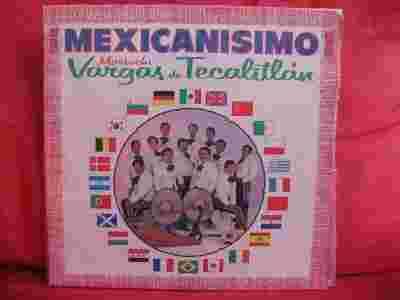 MEXICANISIMO
Mariachi
Vargas de Tecalitlán